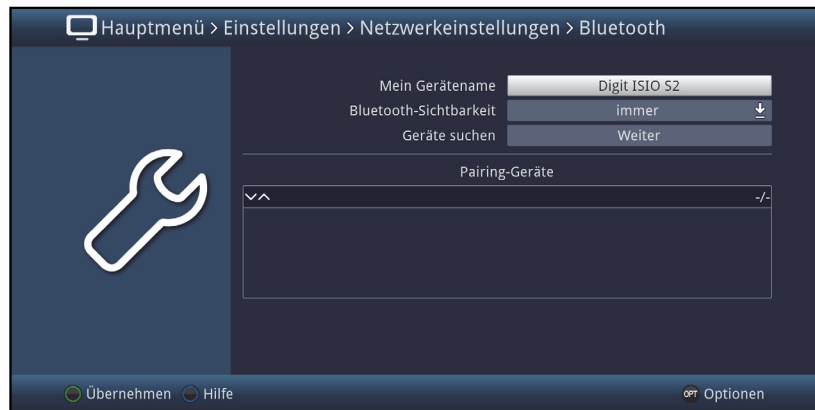 Hauptmenü > Einstellungen > Netzwerkeinstellungen > Bluetooth
Mein Gerätename Digit ISIO S2
Bluetooth-Sichtbarkeit immer
Geräte suchen Weiter
Pairing-Geräte
-/-
Übernehmen Hilfe OPT Optionen